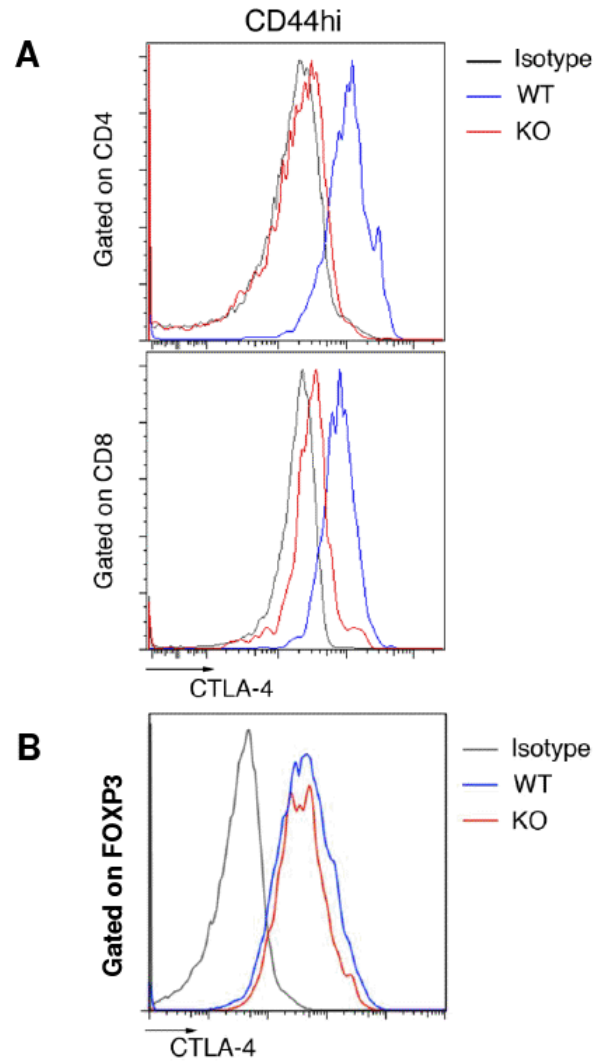 CD44hi
A
Gated on CD4
Isotype
WT
KO
Gated on CD8
CTLA-4
B
Gated on FOXP3
Isotype
WT
KO
CTLA-4